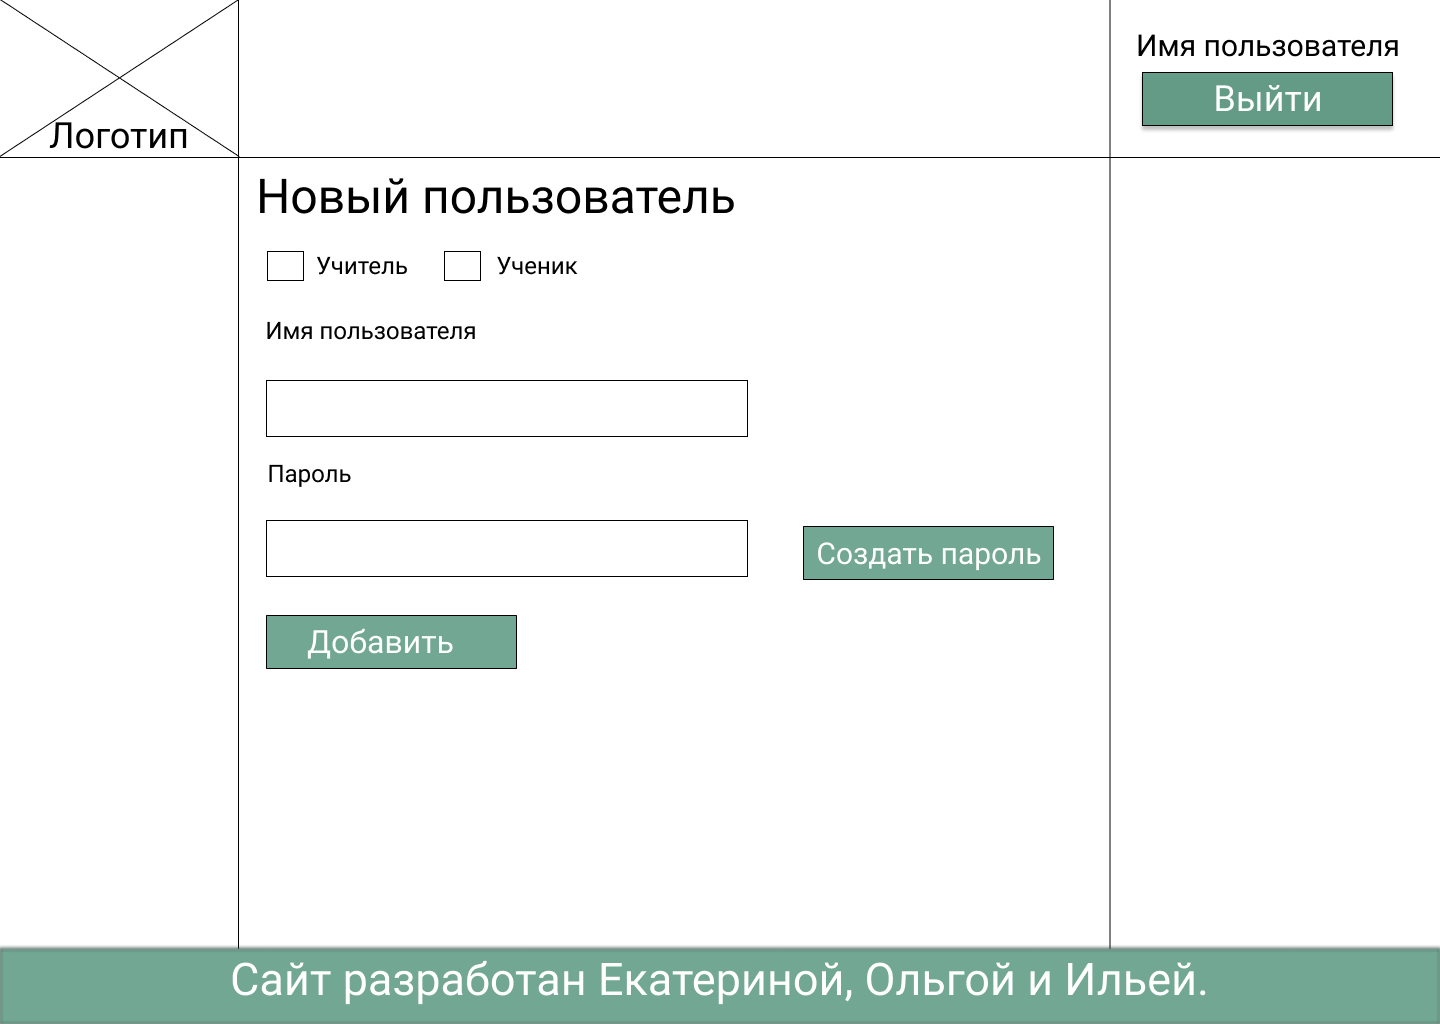 Логотип
Имя пользователя
Выйти
Новый пользователь
Учитель Ученик
Имя пользователя
Пароль
Создать пароль
Добавить
Сайт разработан Екатериной, Ольгой и Ильей.